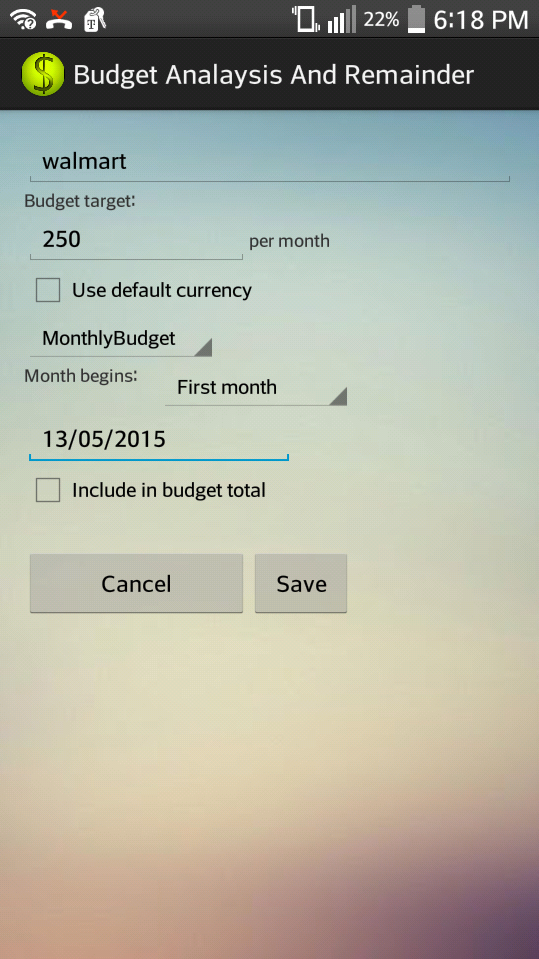 22% 6:18 PM
Budget Analaysis And Remainder
walmart
Budget target:
250 per month
Use default currency
MonthlyBudget
Month begins: First month
13/05/2015
Include in budget total
Cancel Save